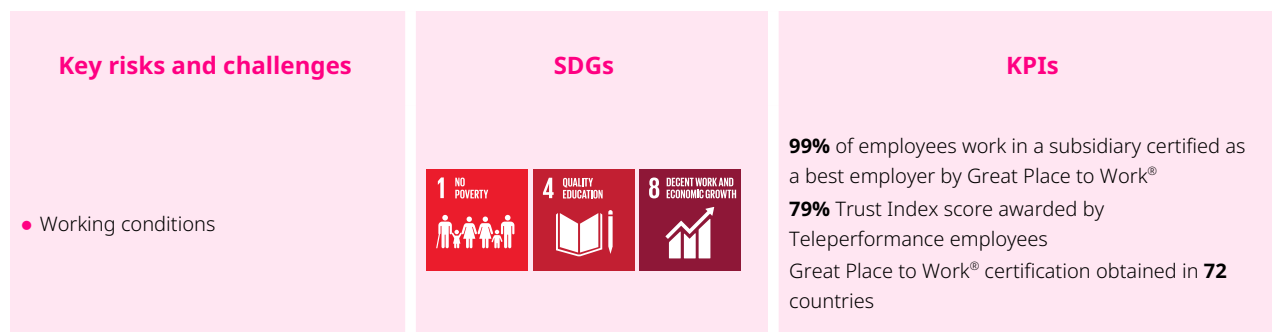 Key risks and challenges
SDGs
KPIs
• Working conditions
1 NO
POVERTY
4 QUALITY
EDUCATION
8 DECENT WORK AND
ECONOMIC GROWTH
99% of employees work in a subsidiary certified as
a best employer by Great Place to Work®
79% Trust Index score awarded by
Teleperformance employees
Great Place to Work® certification obtained in 72
countries